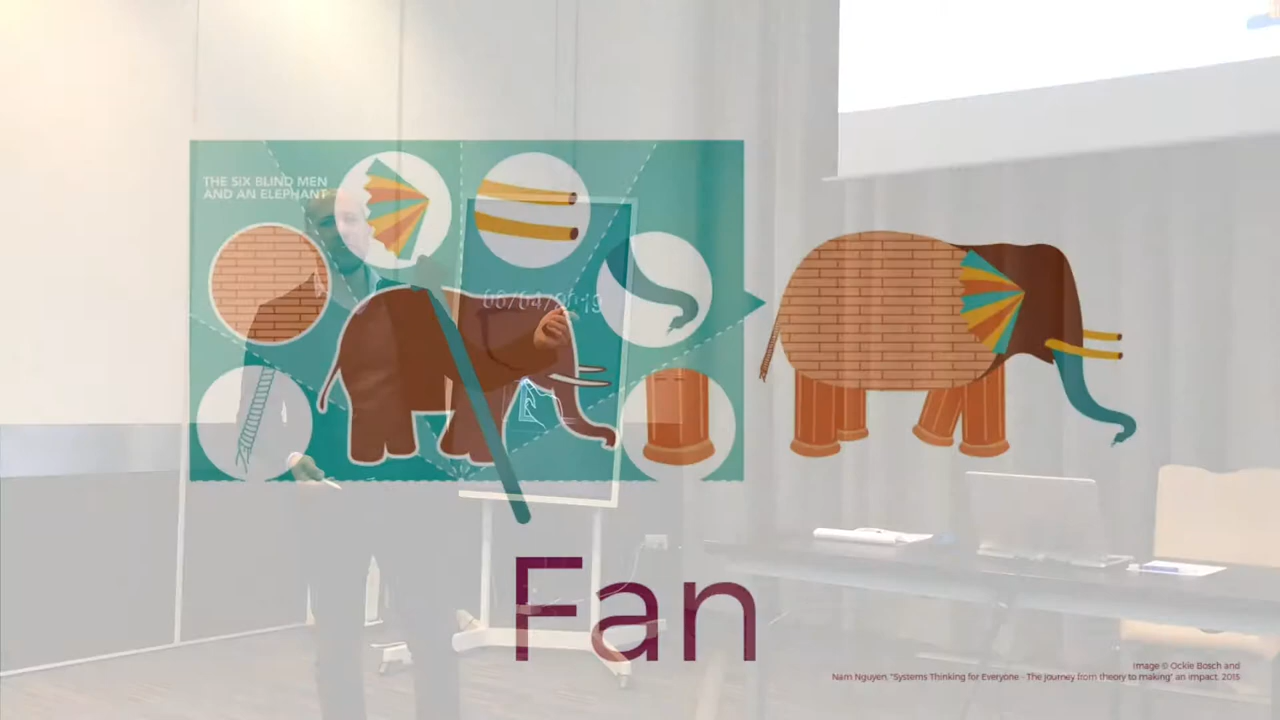 THE SIX BLIND MEN
AND AN ELEPHANT
Fan
Image © Ockie Bosch and
Nam Nguyen, "Systems Thinking for Everyone - The journey from theory to making" an impact, 2015